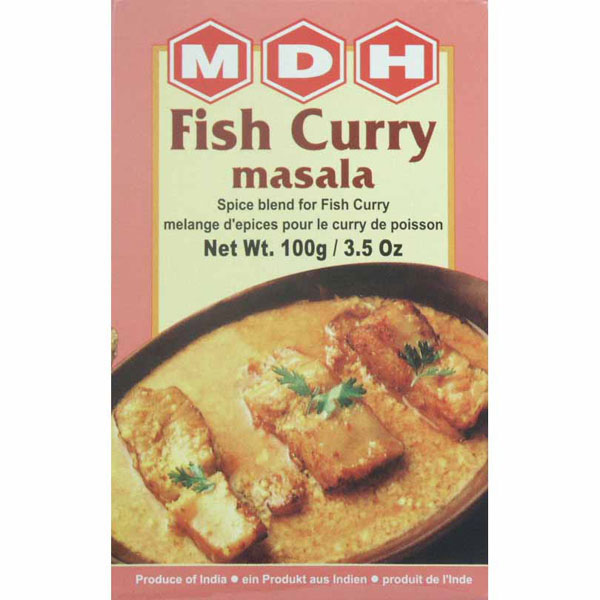 MDH
Fish Curry
masala
Spice blend for Fish Curry
melange d'epices pour le curry de poisson
Net Wt. 100g / 3.5 Oz
Produce of India ● ein Produkt aus Indien ● produit de l'Inde